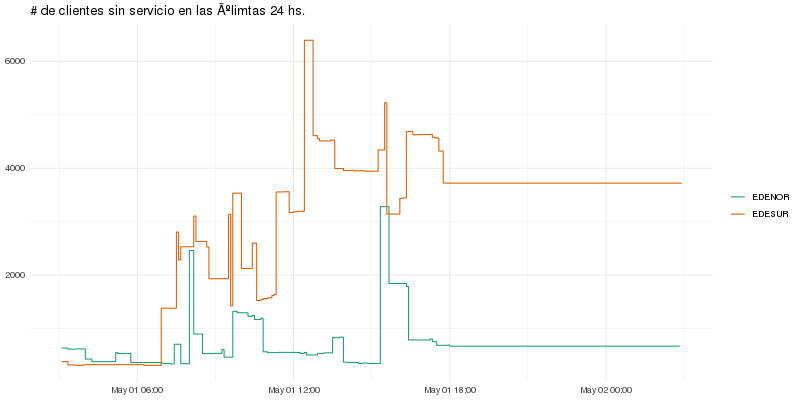 # de clientes sin servicio en las Ãºlimtas 24 hs.
6000
4000
2000
EDENOR
EDESUR
May 01 06:00
May 01 12:00
May 01 18:00
May 02 00:00